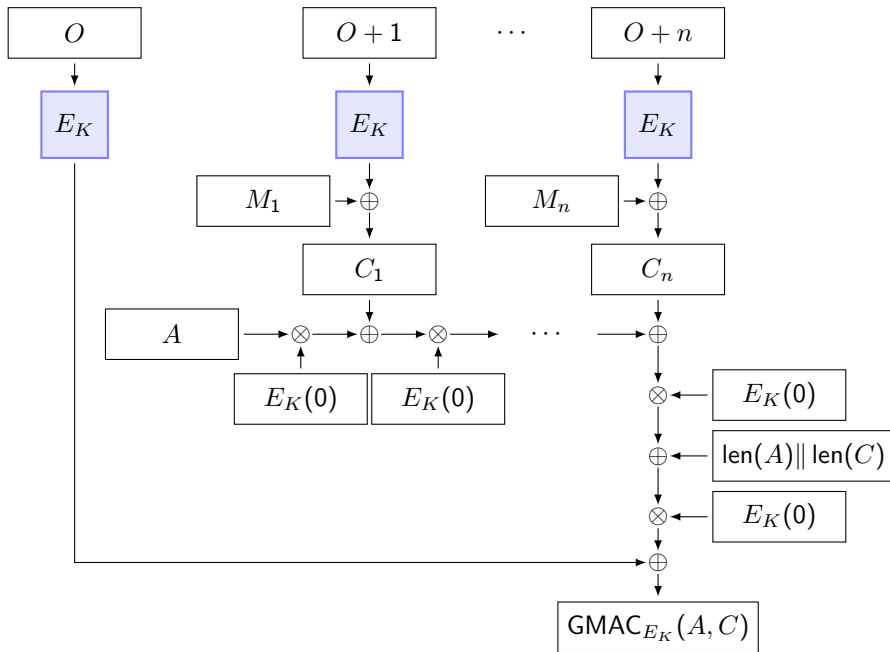 O O + 1 ··· O + n
E_K E_K E_K
M_1 ⊕ M_n ⊕
C_1 C_n
A ⊗ ⊕ ⊗ ··· ⊕
E_K(0) E_K(0)
⊗ E_K(0)
⊕ len(A)∥ len(C)
⊗ E_K(0)
⊕
GMAC_{E_K}(A, C)